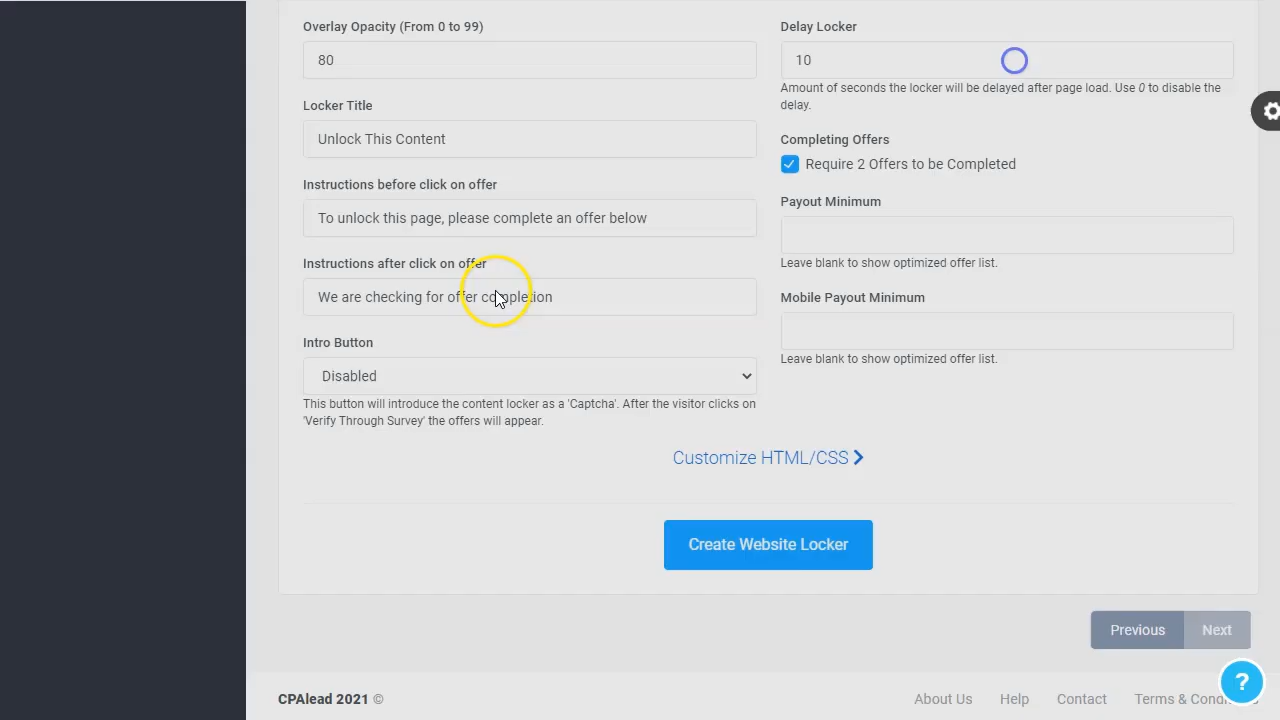 Overlay Opacity (From 0 to 99)
80
Locker Title
Unlock This Content
Instructions before click on offer
To unlock this page, please complete an offer below
Instructions after click on offer
We are checking for offer completion
Intro Button
Disabled
This button will introduce the content locker as a 'Captcha'. After the visitor clicks on
'Verify Through Survey' the offers will appear.
Delay Locker
10
Amount of seconds the locker will be delayed after page load. Use 0 to disable the
delay.
Completing Offers
Require 2 Offers to be Completed
Payout Minimum
Leave blank to show optimized offer list.
Mobile Payout Minimum
Leave blank to show optimized offer list.
Customize HTML/CSS
Create Website Locker
Previous
Next
?
CPAlead 2021 ©
About Us
Help
Contact
Terms &